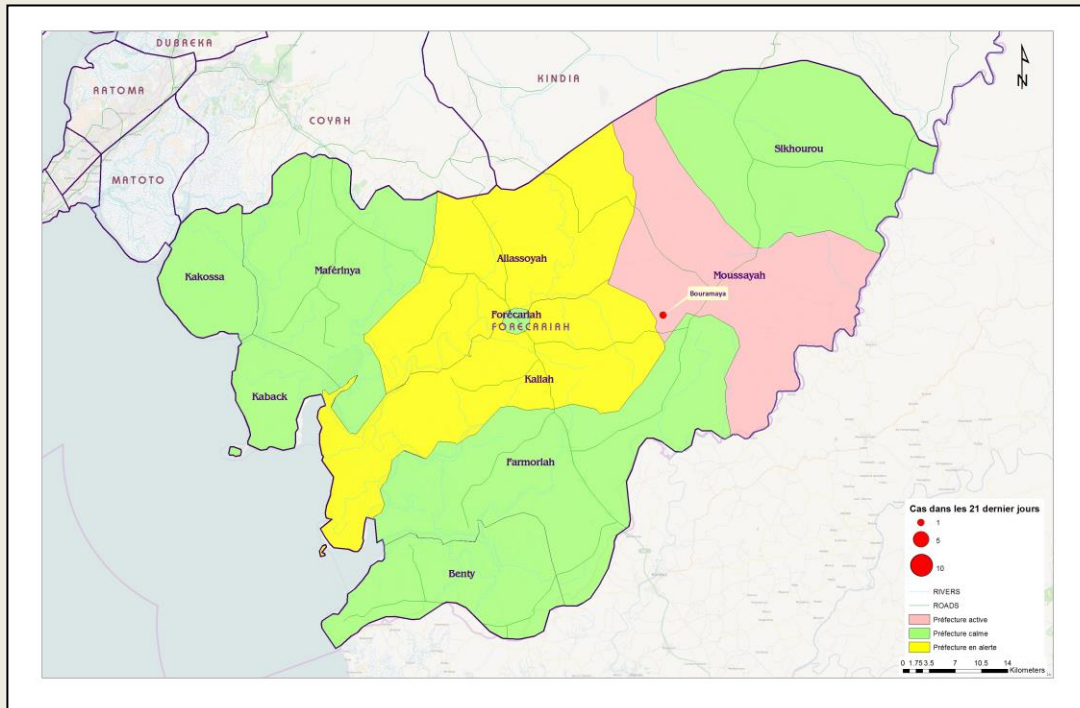 DUBREKA
RATOMA
KINDIA
COYAH
MATOTO
Sikhourou
Kakossa
Maférinya
Allassoyah
Moussayah
Bouramaya
Forécariah
FORECARIAH
Kaback
Kallah
Farmoriah
Benty
N
Cas dans les 21 dernier jours
1
5
10
RIVERS
ROADS
Préfecture active
Préfecture calme
Préfecture en alerte
0 1.75 3.5 7 10.5 14
Kilometers